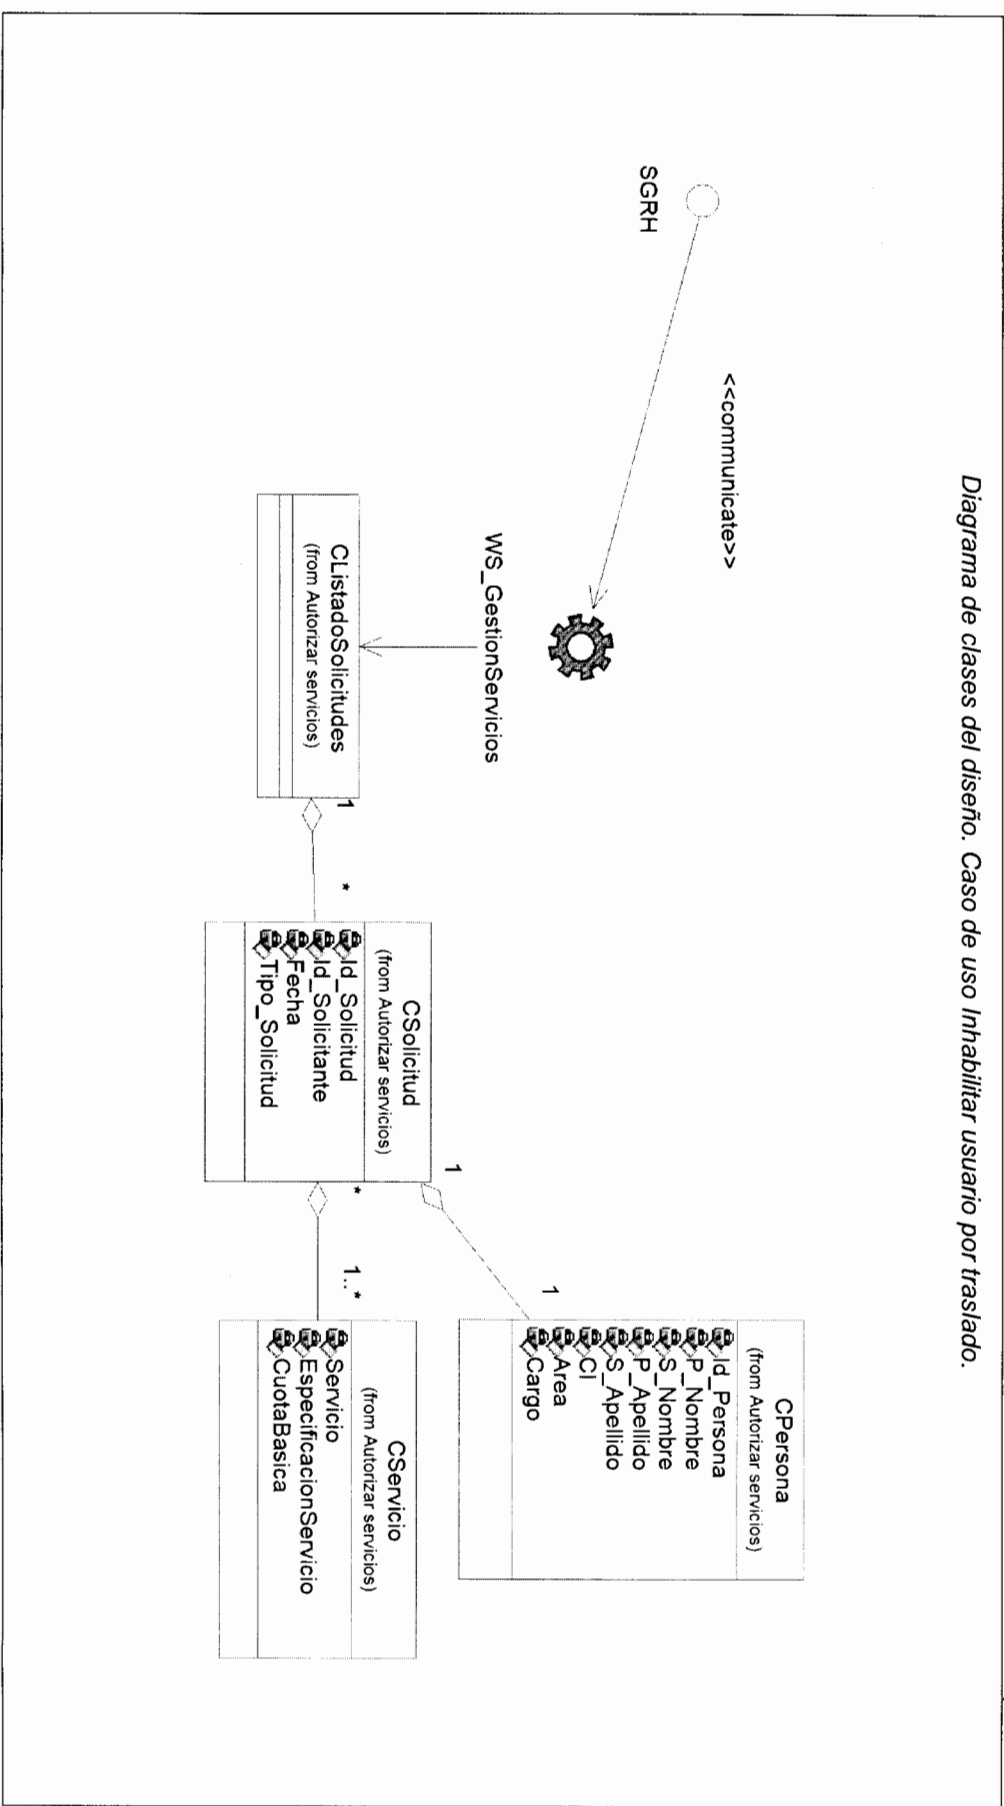 Diagrama de clases del diseño. Caso de uso Inhabilitar usuario por traslado.
SGRH
<<communicate>>
WS_GestionServicios
CListadoSolicitudes
(from Autorizar servicios)
1
*
CSolicitud
(from Autorizar servicios)
Id_Solicitud
Id_Solicitante
Fecha
Tipo_Solicitud
1
1
CPersona
(from Autorizar servicios)
Id_Persona
P_Nombre
S_Nombre
P_Apellido
S_Apellido
CI
Area
Cargo
*
1..*
CServicio
(from Autorizar servicios)
Servicio
EspecificacionServicio
CuotaBasica